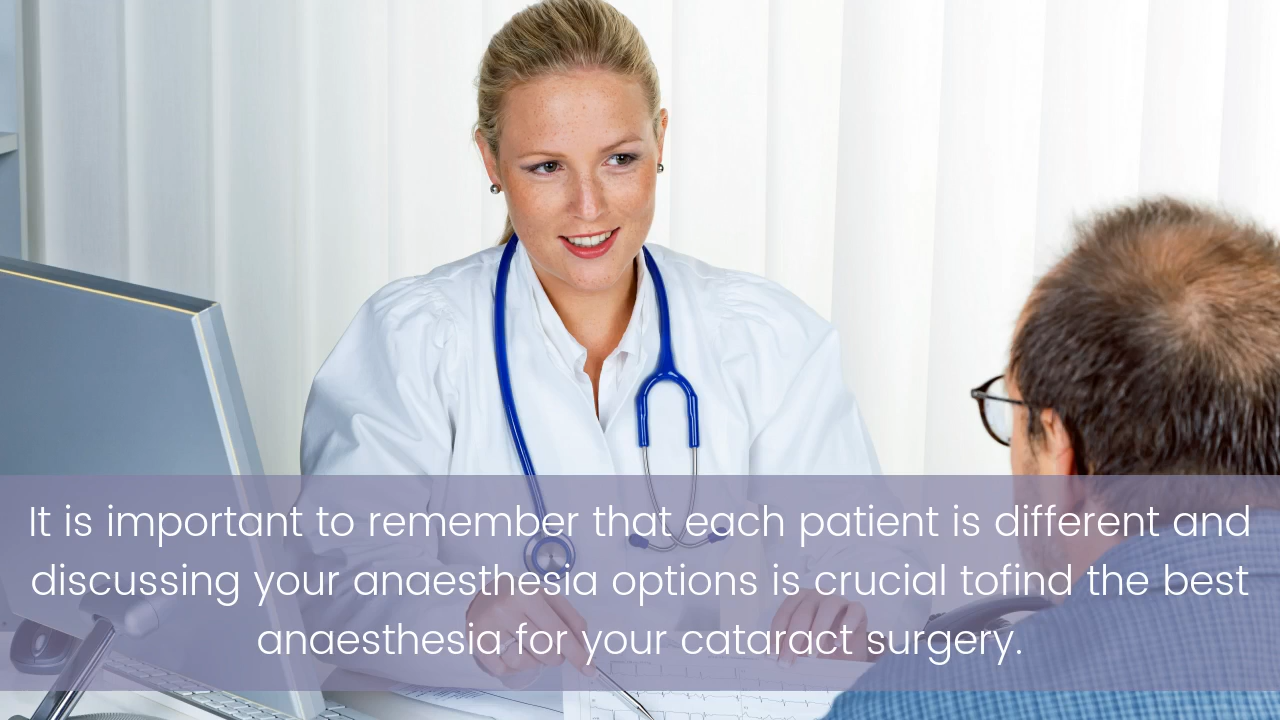 It is important to remember that each patient is different and
discussing your anaesthesia options is crucial tofind the best
anaesthesia for your cataract surgery.